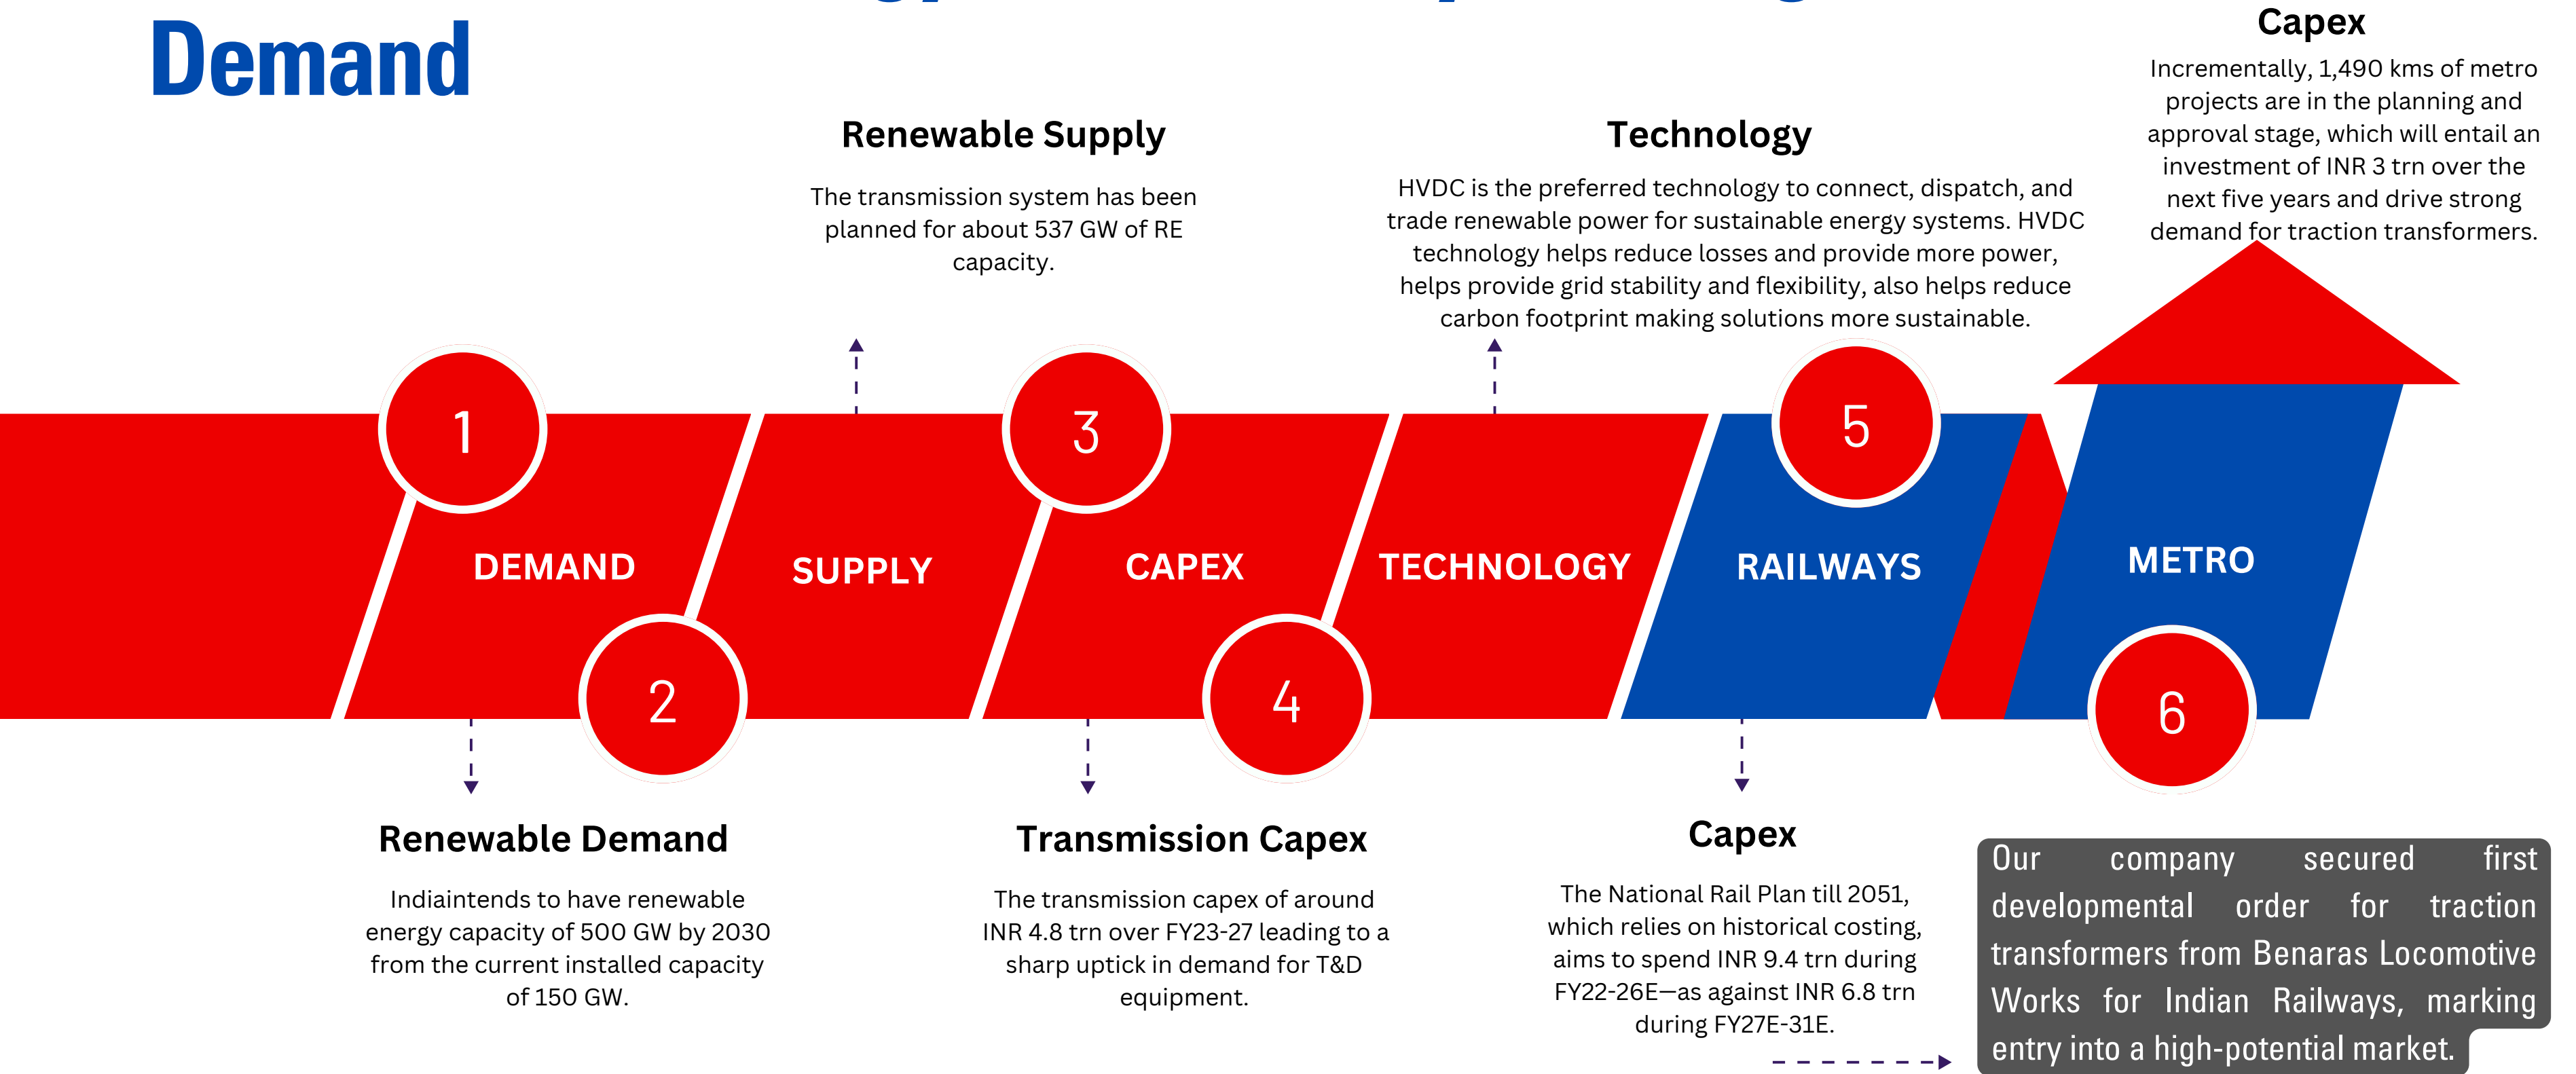 Demand
Renewable Supply
The transmission system has been
planned for about 537 GW of RE
capacity.
Technology
HVDC is the preferred technology to connect, dispatch, and
trade renewable power for sustainable energy systems. HVDC
technology helps reduce losses and provide more power,
helps provide grid stability and flexibility, also helps reduce
carbon footprint making solutions more sustainable.
Capex
Incrementally, 1,490 kms of metro
projects are in the planning and
approval stage, which will entail an
investment of INR 3 trn over the
next five years and drive strong
demand for traction transformers.
1
3
5
DEMAND
SUPPLY
CAPEX
TECHNOLOGY
RAILWAYS
METRO
2
4
6
Renewable Demand
Indiaintends to have renewable
energy capacity of 500 GW by 2030
from the current installed capacity
of 150 GW.
Transmission Capex
The transmission capex of around
INR 4.8 trn over FY23-27 leading to a
sharp uptick in demand for T&D
equipment.
Capex
The National Rail Plan till 2051,
which relies on historical costing,
aims to spend INR 9.4 trn during
FY22-26E—as against INR 6.8 trn
during FY27E-31E.
Our company secured first
developmental order for traction
transformers from Benaras Locomotive
Works for Indian Railways, marking
entry into a high-potential market.